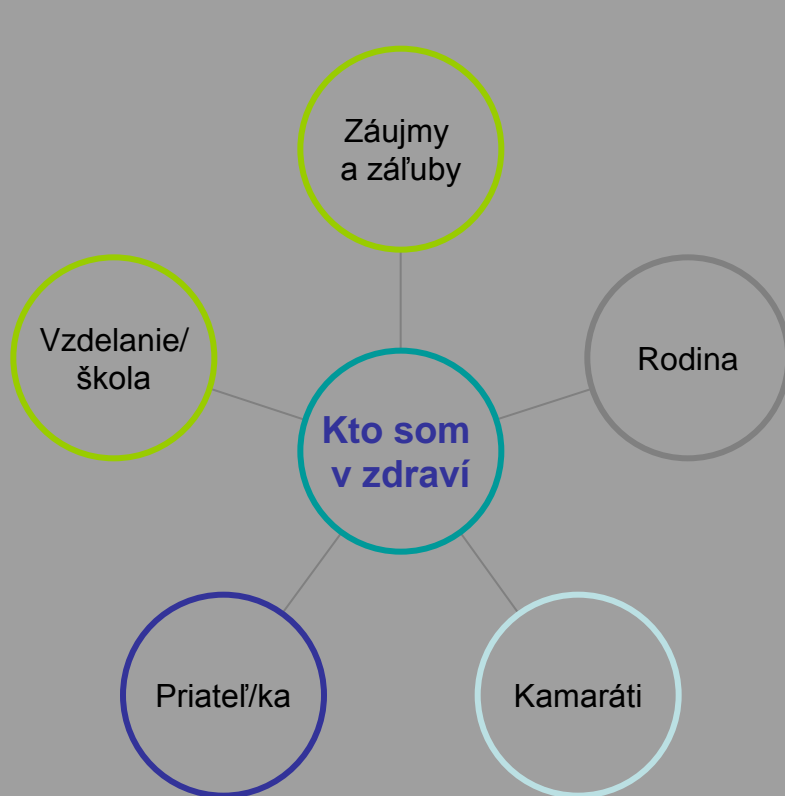 Záujmy
a záľuby
Vzdelanie/
škola
Rodina
Kto som
v zdraví
Priateľ/ka
Kamaráti